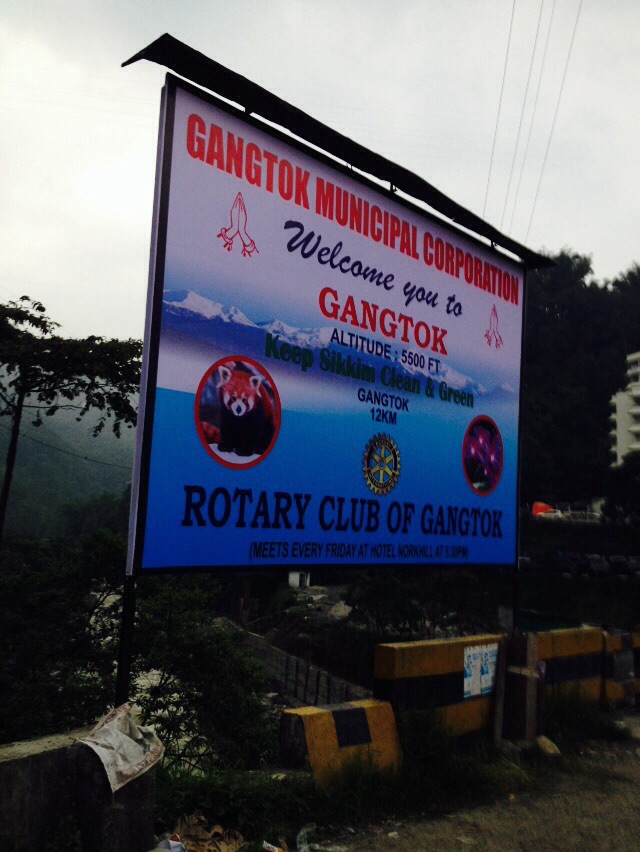 GANGTOK MUNICIPAL CORPORATION
Welcome you to
GANGTOK
ALTITUDE : 5500 FT
Keep Sikkim Clean & Green
GANGTOK
12KM
ROTARY CLUB OF GANGTOK
(MEETS EVERY FRIDAY AT HOTEL NORKHILL AT 5.30PM)